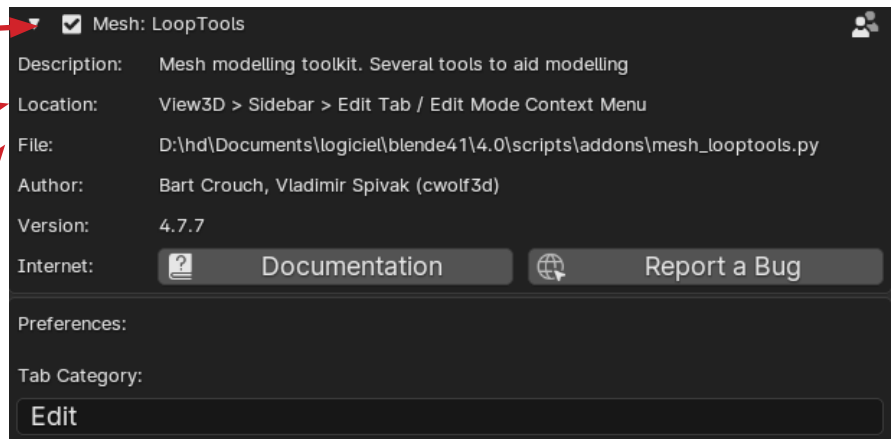 Mesh: LoopTools
Description: Mesh modelling toolkit. Several tools to aid modelling
Location: View3D > Sidebar > Edit Tab / Edit Mode Context Menu
File: D:\hd\Documents\logiciel\blende41\4.0\scripts\addons\mesh_looptools.py
Author: Bart Crouch, Vladimir Spivak (cwolf3d)
Version: 4.7.7
Internet: Documentation Report a Bug
Preferences:
Tab Category:
Edit